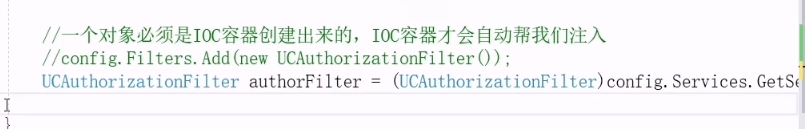 //一个对象必须是IOC容器创建出来的，IOC容器才会自动帮我们注入
//config.Filters.Add(new UCAuthorizationFilter());
UCAuthorizationFilter authorFilter = (UCAuthorizationFilter)config.Services.GetSe
}